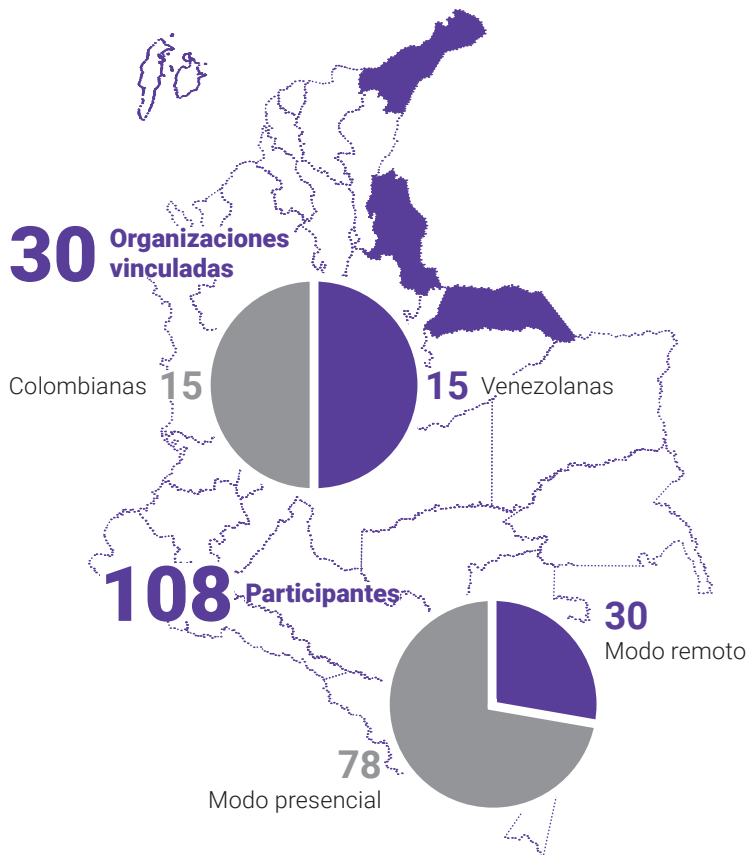 30 Organizaciones
vinculadas
Colombianas 15
15 Venezolanas
108 Participantes
30
Modo remoto
78
Modo presencial